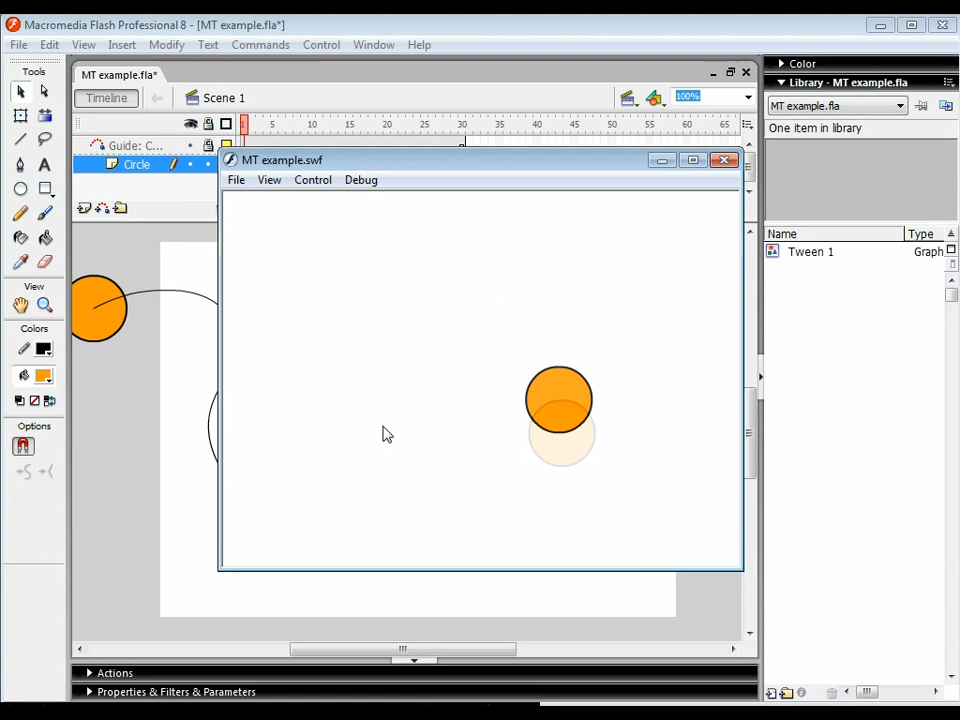 Macromedia Flash Professional 8 - [MT example.fla*]
File Edit View Insert Modify Text Commands Control Window Help
Tools
MT example.fla*
Color
Library - MT example.fla
Timeline
Scene 1
100%
MT example.fla
1 5 10 15 20 25 30 35 40 45 50 55 60 65
One item in library
Guide: C...
Circle
MT example.swf
File View Control Debug
Name Type
Tween 1 Graph
View
Colors
Options
Actions
Properties & Filters & Parameters